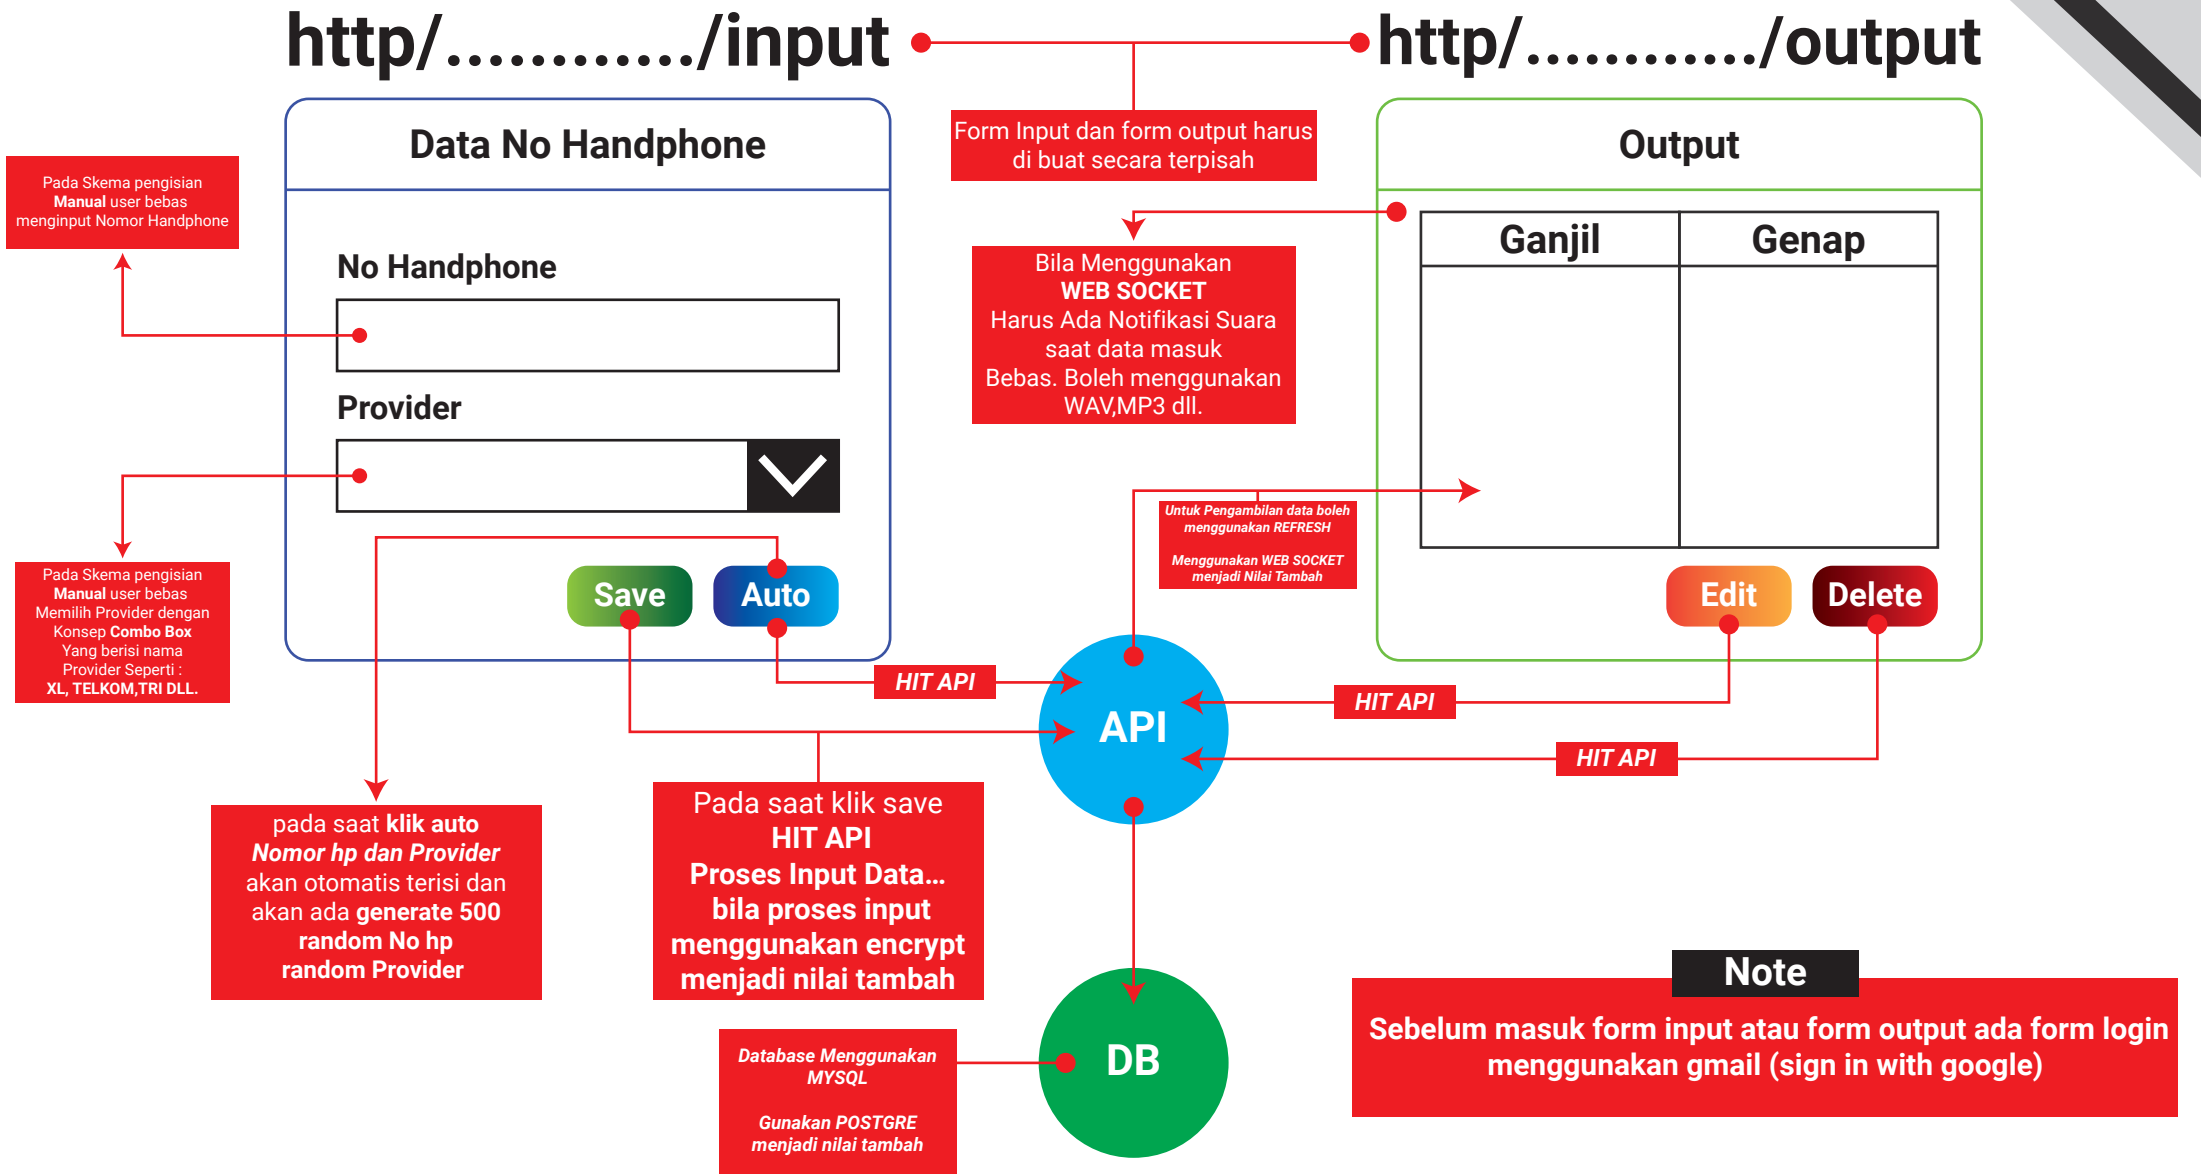 http/............/input
http/............/output
Data No Handphone
Form Input dan form output harus
di buat secara terpisah
Output
Pada Skema pengisian
Manual user bebas
menginput Nomor Handphone
No Handphone
Bila Menggunakan
WEB SOCKET
Harus Ada Notifikasi Suara
saat data masuk
Bebas. Boleh menggunakan
WAV,MP3 dll.
Ganjil
Genap
Provider
Untuk Pengambilan data boleh
menggunakan REFRESH
Menggunakan WEB SOCKET
menjadi Nilai Tambah
Pada Skema pengisian
Manual user bebas
Memilih Provider dengan
Konsep Combo Box
Yang berisi nama
Provider Seperti :
XL, TELKOM,TRI DLL.
Save
Auto
Edit
Delete
HIT API
HIT API
HIT API
API
pada saat klik auto
Nomor hp dan Provider
akan otomatis terisi dan
akan ada generate 500
random No hp
random Provider
Pada saat klik save
HIT API
Proses Input Data...
bila proses input
menggunakan encrypt
menjadi nilai tambah
Database Menggunakan
MYSQL
Gunakan POSTGRE
menjadi nilai tambah
DB
Note
Sebelum masuk form input atau form output ada form login
menggunakan gmail (sign in with google)